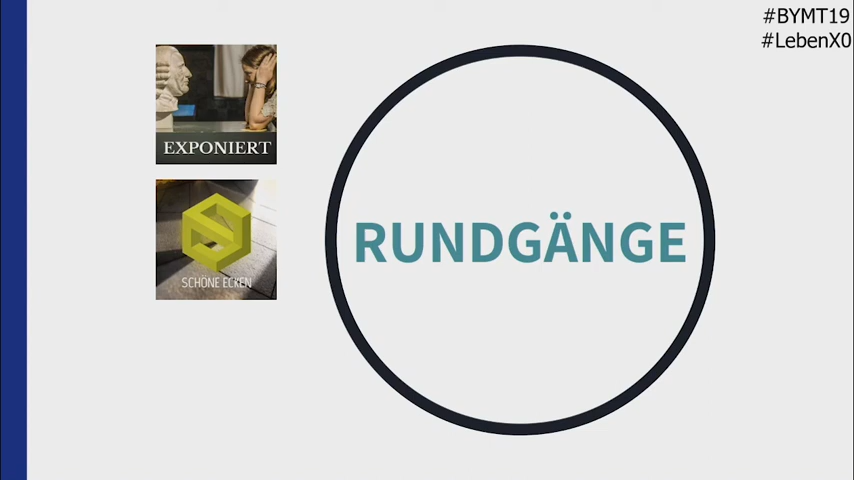 #BYMT19
#LebenX0
EXPONIERT
SCHÖNE ECKEN
RUNDGÄNGE